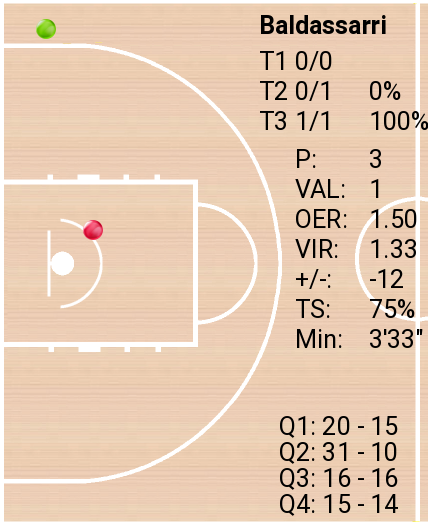 Baldassarri
T1 0/0
T2 0/1 0%
T3 1/1 100%
P: 3
VAL: 1
OER: 1.50
VIR: 1.33
+/-: -12
TS: 75%
Min: 3'33"
Q1: 20 - 15
Q2: 31 - 10
Q3: 16 - 16
Q4: 15 - 14